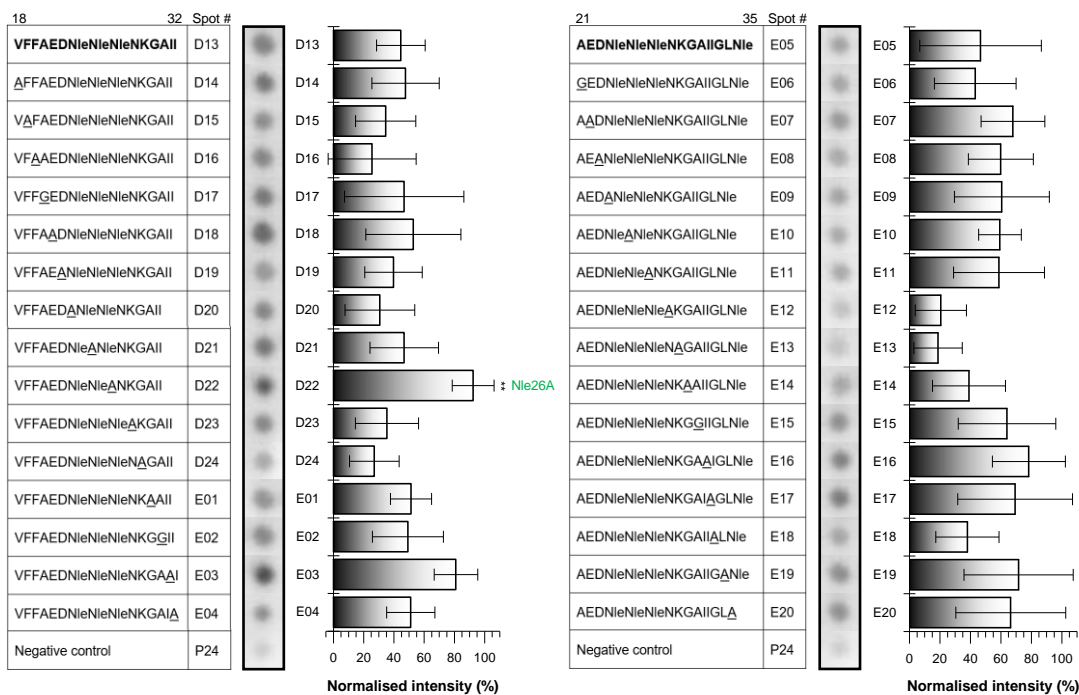 18 32 Spot #
VFFAEDNleNleNleNKGAII D13 D13
AFFAEDNleNleNleNKGAII D14 D14
VAFAEDNleNleNleNKGAII D15 D15
VFAAEDNleNleNleNKGAII D16 D16
VFFGEDNleNleNleNKGAII D17 D17
VFFAADNleNleNleNKGAII D18 D18
VFFAEANleNleNleNKGAII D19 D19
VFFAEDANleNleNKGAII D20 D20
VFFAEDNleANleNKGAII D21 D21
VFFAEDNleNleANKGAII D22 D22 ** Nle26A
VFFAEDNleNleNleAKGAII D23 D23
VFFAEDNleNleNleNAGAII D24 D24
VFFAEDNleNleNleNKAAII E01 E01
VFFAEDNleNleNleNKGGII E02 E02
VFFAEDNleNleNleNKGAAI E03 E03
VFFAEDNleNleNleNKGAIA E04 E04
Negative control P24
0 20 40 60 80 100
Normalised intensity (%)
21 35 Spot #
AEDNleNleNleNKGAIIGLNle E05 E05
GEDNleNleNleNKGAIIGLNle E06 E06
AADNleNleNleNKGAIIGLNle E07 E07
AEANleNleNleNKGAIIGLNle E08 E08
AEDANleNleNKGAIIGLNle E09 E09
AEDNleANleNKGAIIGLNle E10 E10
AEDNleNleANKGAIIGLNle E11 E11
AEDNleNleNleAKGAIIGLNle E12 E12
AEDNleNleNleNAGAIIGLNle E13 E13
AEDNleNleNleNKAAIIGLNle E14 E14
AEDNleNleNleNKGGIIGLNle E15 E15
AEDNleNleNleNKGAAIGLNle E16 E16
AEDNleNleNleNKGAIAGLNle E17 E17
AEDNleNleNleNKGAIIALNle E18 E18
AEDNleNleNleNKGAIIGANle E19 E19
AEDNleNleNleNKGAIIGLA E20 E20
Negative control P24
0 20 40 60 80 100
Normalised intensity (%)